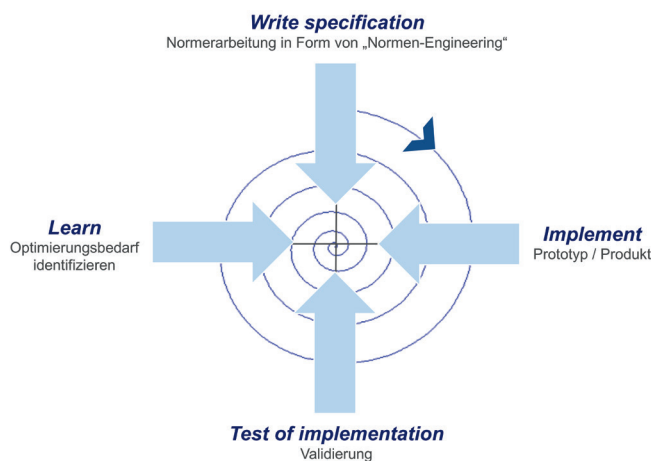 Write specification
Normerarbeitung in Form von „Normen-Engineering“
Learn
Optimierungsbedarf
identifizieren
Implement
Prototyp / Produkt
Test of implementation
Validierung